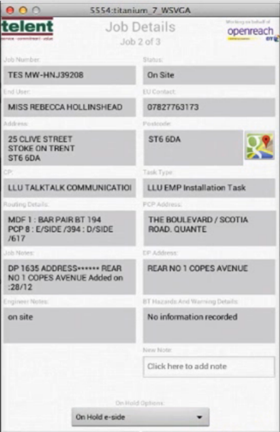 5554:titanium_7_WSVGA
telent
Job Details
Job 2 of 3
Working on behalf of
openreach
Job Number:
Status:
TES MW-HNJ39208
On Site
End User:
EU Contact:
MISS REBECCA HOLLINSHEAD
07827763173
Address:
Postcode:
25 CLIVE STREET
STOKE ON TRENT
ST6 6DA
ST6 6DA
CP:
Task Type:
LLU TALKTALK COMMUNICATIOI
LLU EMP Installation Task
Routing Details:
PCP Address:
MDF 1 : BAR PAIR BT 194
PCP 8 : E/SIDE /394 : D/SIDE
/617
THE BOULEVARD / SCOTIA
ROAD. QUANTE
Job Notes:
DP Address:
DP 1635 ADDRESS****** REAR
NO 1 COPES AVENUE Added on
:28/12
REAR NO 1 COPES AVENUE
Engineer Notes:
BT Hazards And Warning Details:
on site
No information recorded
New Note:
Click here to add note
On Hold Options:
On Hold e-side